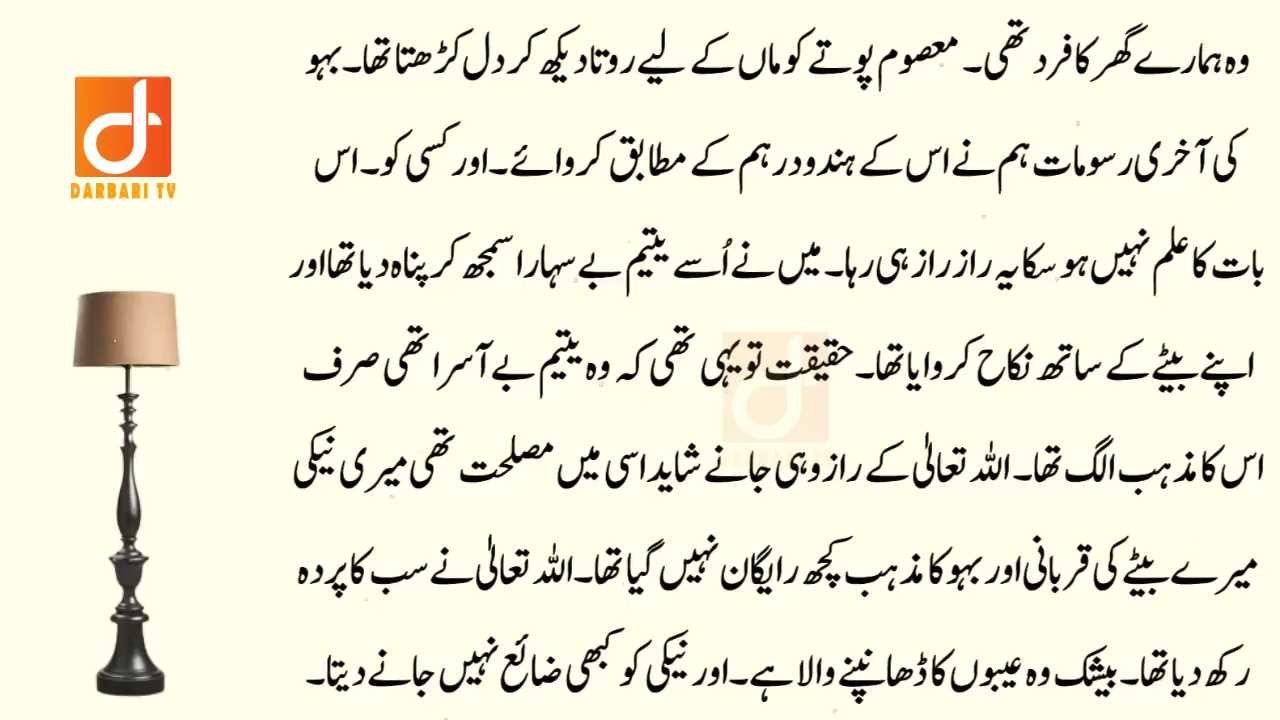 وہ ہمارے گھر کا فرد تھی۔ معصوم پوتے کو ماں کے لیے روتا دیکھ کر دل کڑھتا تھا۔ بہو
کی آخری رسومات ہم نے اس کے ہندو درہم کے مطابق کروائے۔ اور کسی کو۔ اس
بات کا علم نہیں ہو سکا یہ راز راز ہی رہا۔ میں نے اُسے یتیم بے سہارا سمجھ کر پناہ دیا تھا اور
اپنے بیٹے کے ساتھ نکاح کروایا تھا۔ حقیقت تو یہی تھی کہ وہ یتیم بے آسرا تھی صرف
اس کا مذہب الگ تھا۔ اللہ تعالیٰ کے راز وہی جانے شاید اسی میں مصلحت تھی میری نیکی
میرے بیٹے کی قربانی اور بہو کا مذہب کچھ رایگان نہیں گیا تھا۔ اللہ تعالیٰ نے سب کا پردہ
رکھ دیا تھا۔ بیشک وہ عیبوں کا ڈھانپنے والا ہے۔ اور نیکی کو کبھی ضائع نہیں جانے دیتا۔
DARBARI TV